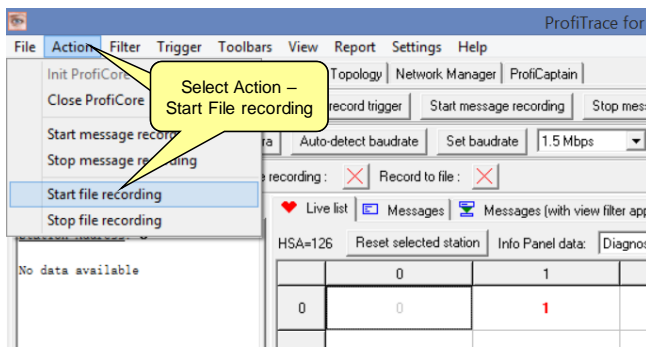 ProfiTrace for
File Action Filter Trigger Toolbars View Report Settings Help
Init ProfiCore
Topology Network Manager ProfiCaptain
Close ProfiCore
Select Action –
Start File recording
record trigger Start message recording Stop mess
Start message recording
ra Auto-detect baudrate Set baudrate 1.5 Mbps
Stop message recording
recording : Record to file :
Start file recording
Live list Messages Messages (with view filter app
Stop file recording
HSA=126 Reset selected station Info Panel data: Diagnos
No data available
0 1
0 0 1